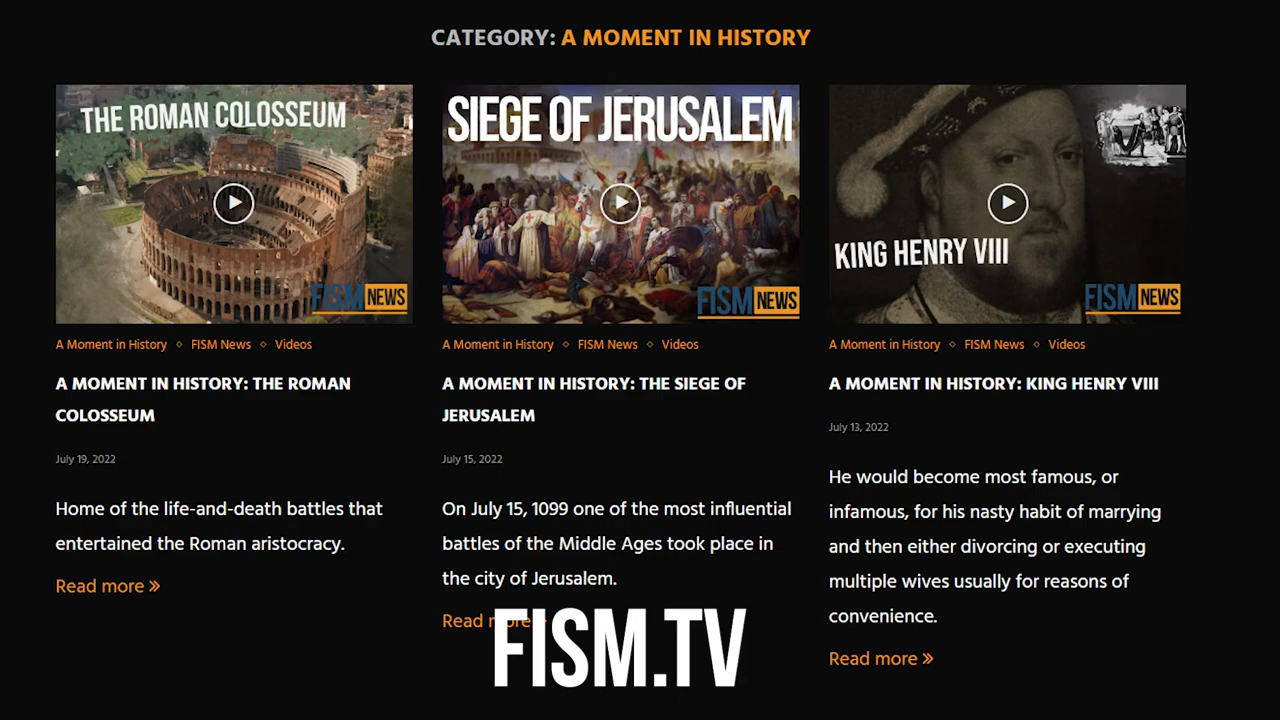 CATEGORY: A MOMENT IN HISTORY
THE ROMAN COLOSSEUM
FISM NEWS
A Moment in History ◇ FISM News ◇ Videos
A MOMENT IN HISTORY: THE ROMAN
COLOSSEUM
July 19, 2022
Home of the life-and-death battles that
entertained the Roman aristocracy.
Read more »
SIEGE OF JERUSALEM
FISM NEWS
A Moment in History ◇ FISM News ◇ Videos
A MOMENT IN HISTORY: THE SIEGE OF
JERUSALEM
July 15, 2022
On July 15, 1099 one of the most influential
battles of the Middle Ages took place in
the city of Jerusalem.
Read more »
KING HENRY VIII
FISM NEWS
A Moment in History ◇ FISM News ◇ Videos
A MOMENT IN HISTORY: KING HENRY VIII
July 13, 2022
He would become most famous, or
infamous, for his nasty habit of marrying
and then either divorcing or executing
multiple wives usually for reasons of
convenience.
Read more »
FISM.TV